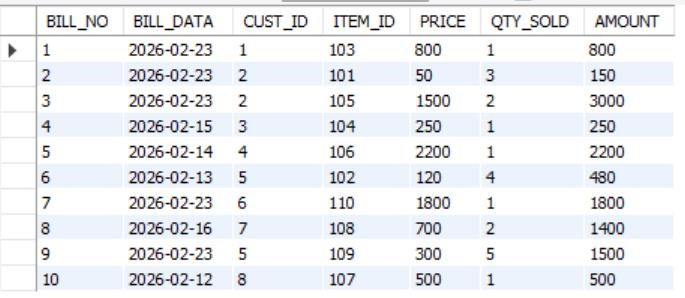 BILL_NO BILL_DATA CUST_ID ITEM_ID PRICE QTY_SOLD AMOUNT
1 2026-02-23 1 103 800 1 800
2 2026-02-23 2 101 50 3 150
3 2026-02-23 2 105 1500 2 3000
4 2026-02-15 3 104 250 1 250
5 2026-02-14 4 106 2200 1 2200
6 2026-02-13 5 102 120 4 480
7 2026-02-23 6 110 1800 1 1800
8 2026-02-16 7 108 700 2 1400
9 2026-02-23 5 109 300 5 1500
10 2026-02-12 8 107 500 1 500